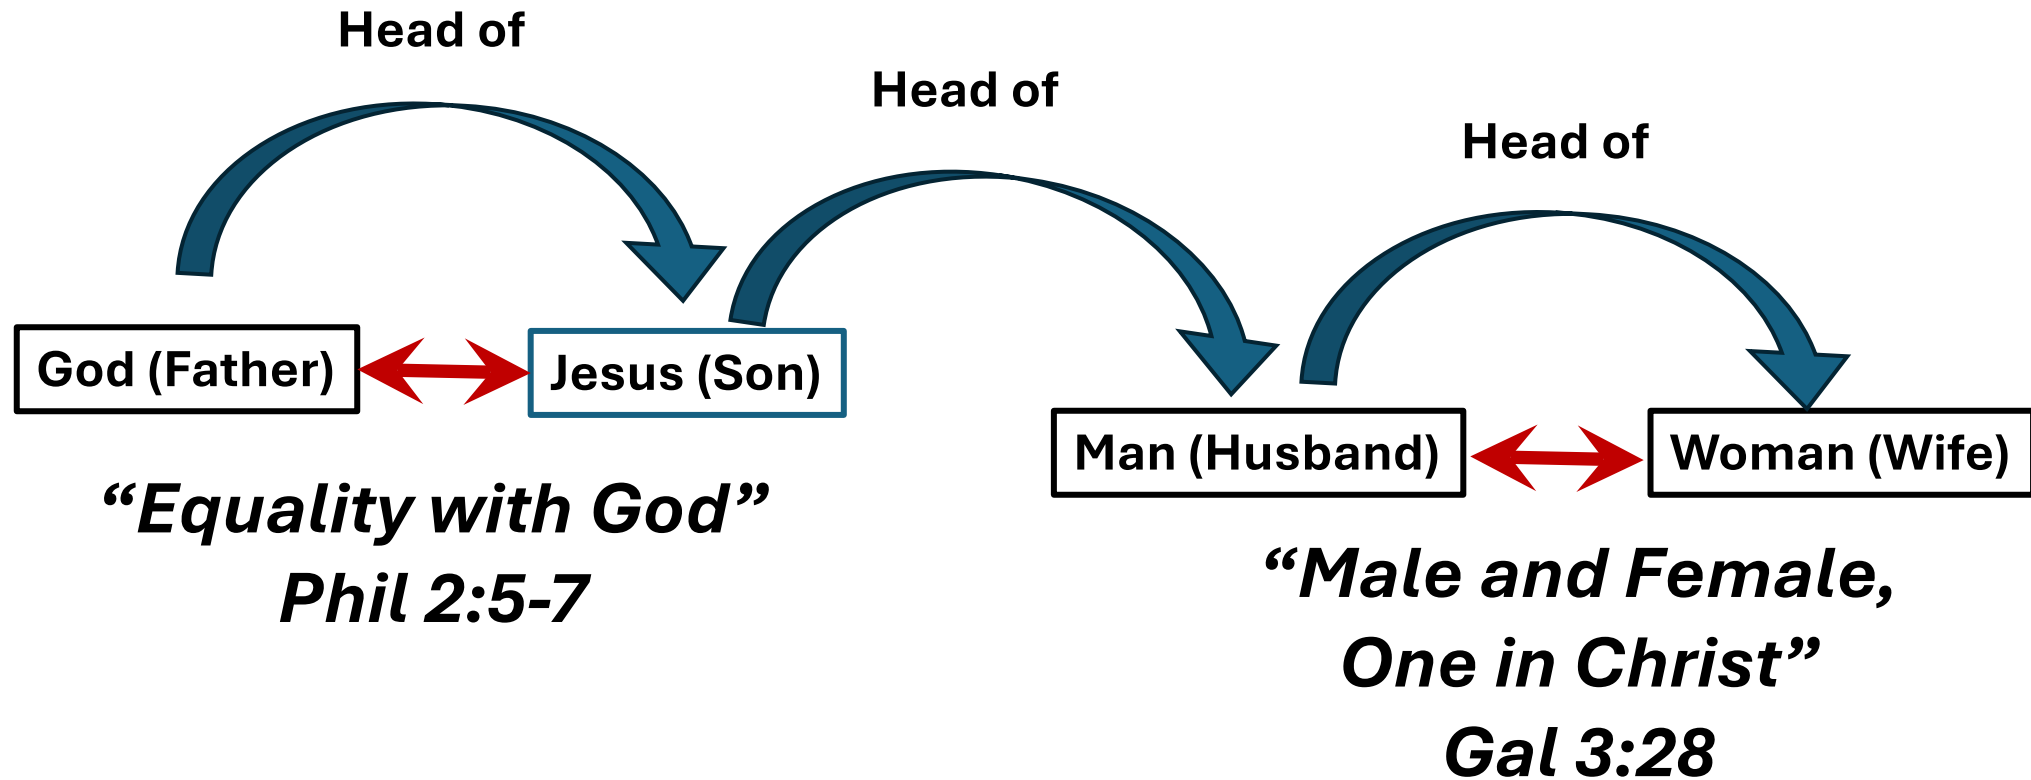 Head of
Head of
Head of
God (Father)
Jesus (Son)
Man (Husband)
Woman (Wife)
“Equality with God”
Phil 2:5-7
“Male and Female,
One in Christ”
Gal 3:28